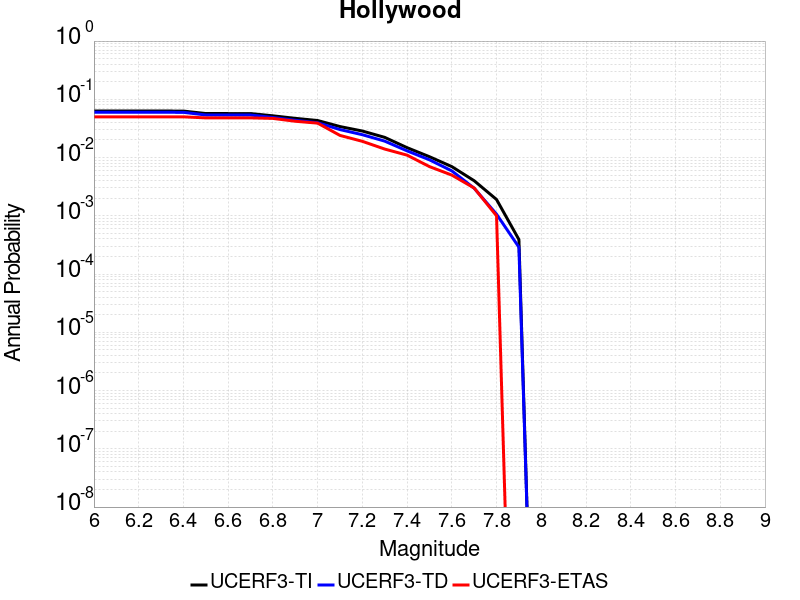 Hollywood
10^0
10^-1
10^-2
10^-3
10^-4
10^-5
10^-6
10^-7
10^-8
Annual Probability
6 6.2 6.4 6.6 6.8 7 7.2 7.4 7.6 7.8 8 8.2 8.4 8.6 8.8 9
Magnitude
UCERF3-TI UCERF3-TD UCERF3-ETAS